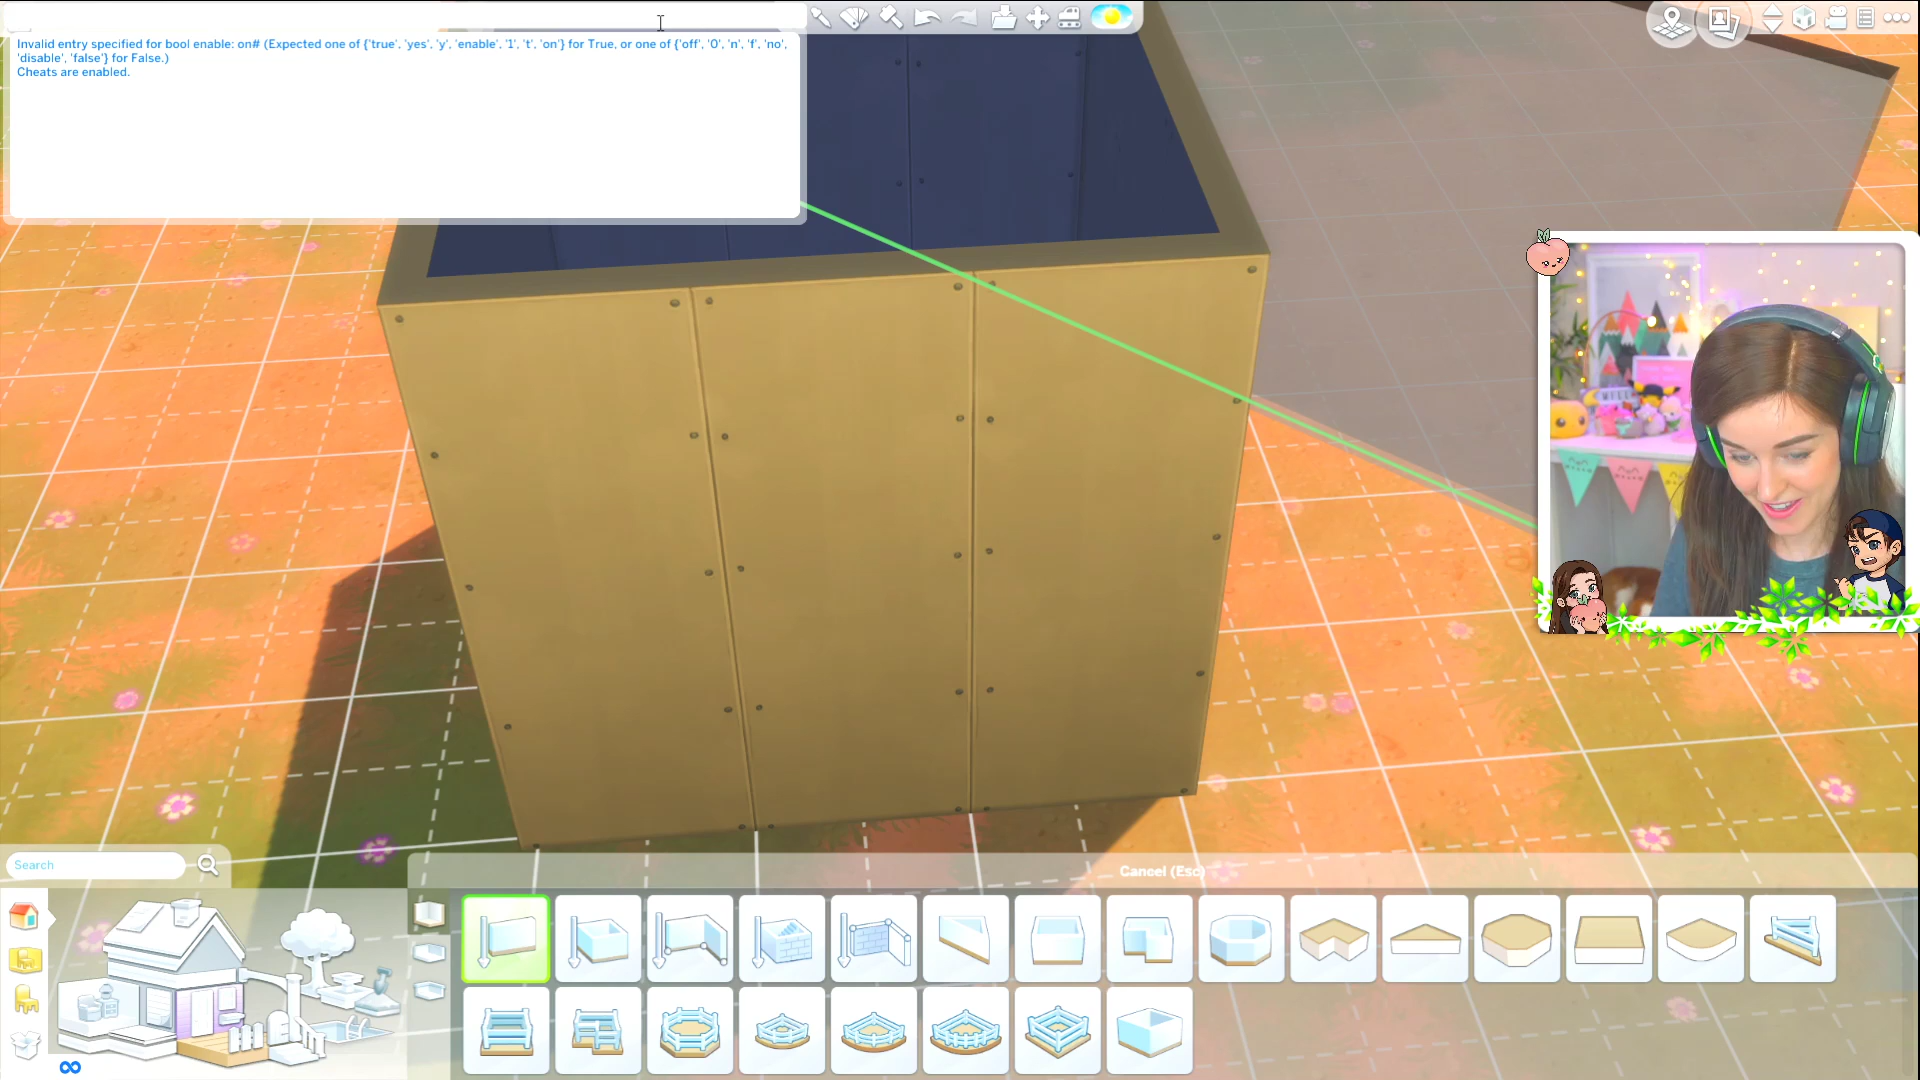 Invalid entry specified for bool enable: on# (Expected one of {'true', 'yes', 'y', 'enable', '1', 't', 'on'} for True, or one of {'off', '0', 'n', 'f', 'no',
'disable', 'false'} for False.)
Cheats are enabled.
Search
Cancel (Esc)